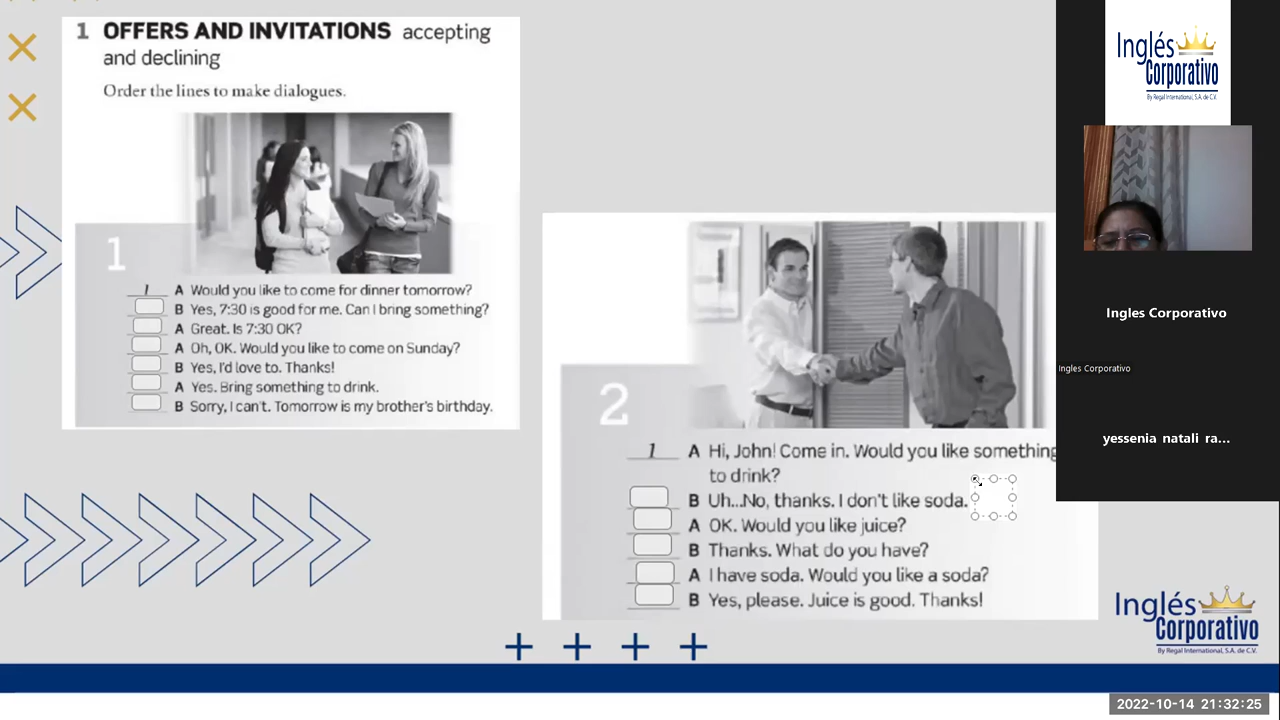 1 OFFERS AND INVITATIONS accepting
and declining
Order the lines to make dialogues.
1
1 A Would you like to come for dinner tomorrow?
B Yes, 7:30 is good for me. Can I bring something?
A Great. Is 7:30 OK?
A Oh, OK. Would you like to come on Sunday?
B Yes, I'd love to. Thanks!
A Yes. Bring something to drink.
B Sorry, I can't. Tomorrow is my brother's birthday.
2
1 A Hi, John! Come in. Would you like something
to drink?
B Uh...No, thanks. I don't like soda.
A OK. Would you like juice?
B Thanks. What do you have?
A I have soda. Would you like a soda?
B Yes, please. Juice is good. Thanks!
Inglés
Corporativo
By Regal International, S.A. de C.V.
Ingles Corporativo
Ingles Corporativo
yessenia natali ra...
Inglés
Corporativo
By Regal International, S.A. de C.V.
2022-10-14 21:32:25